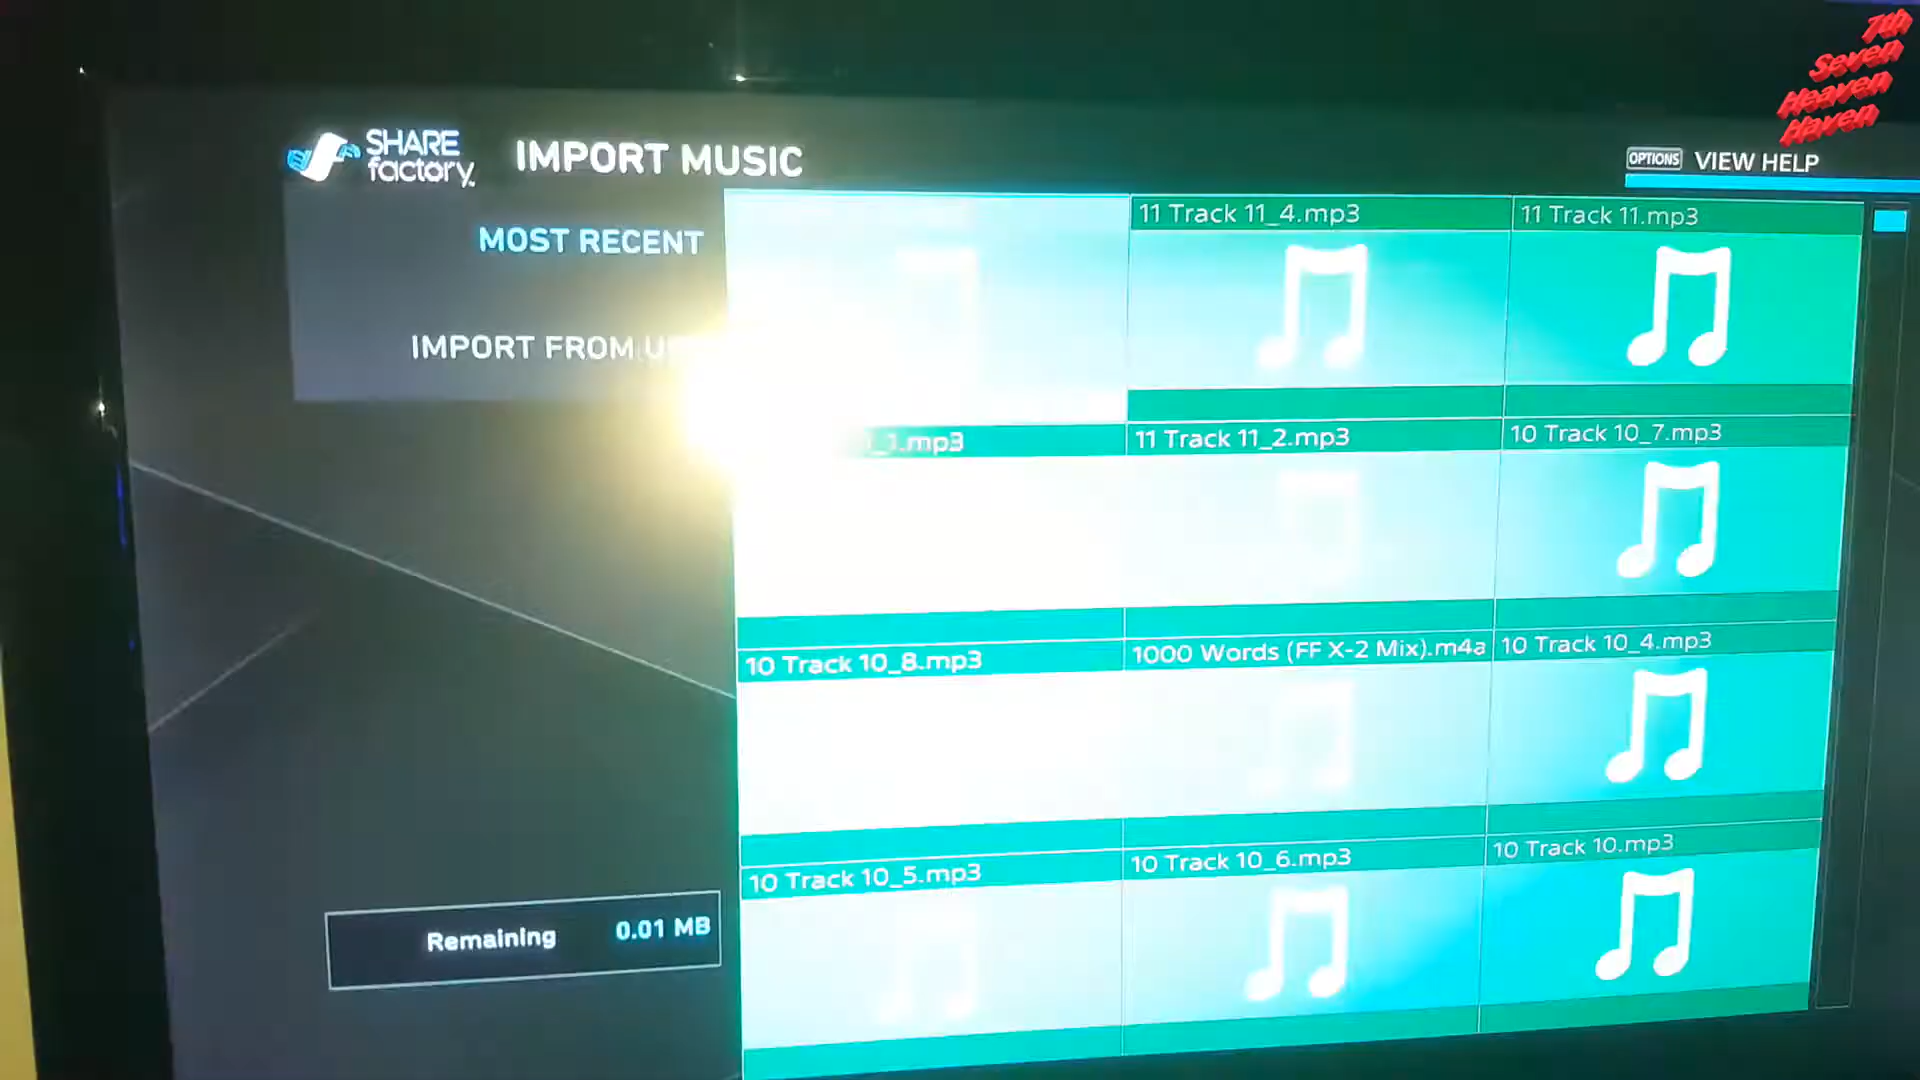 7th
Seven
Heaven
Haven
SHARE
factory
IMPORT MUSIC
OPTIONS VIEW HELP
MOST RECENT
IMPORT FROM
11 Track 11_4.mp3
11 Track 11.mp3
_1.mp3
11 Track 11_2.mp3
10 Track 10_7.mp3
10 Track 10_8.mp3
1000 Words (FF X-2 Mix).m4a
10 Track 10_4.mp3
10 Track 10_5.mp3
10 Track 10_6.mp3
10 Track 10.mp3
Remaining 0.01 MB